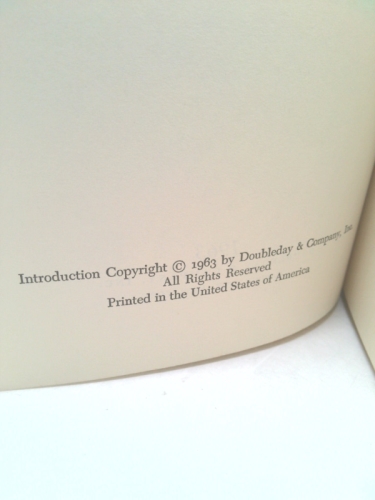 Introduction Copyright © 1963 by Doubleday & Company, Inc.
All Rights Reserved
Printed in the United States of America